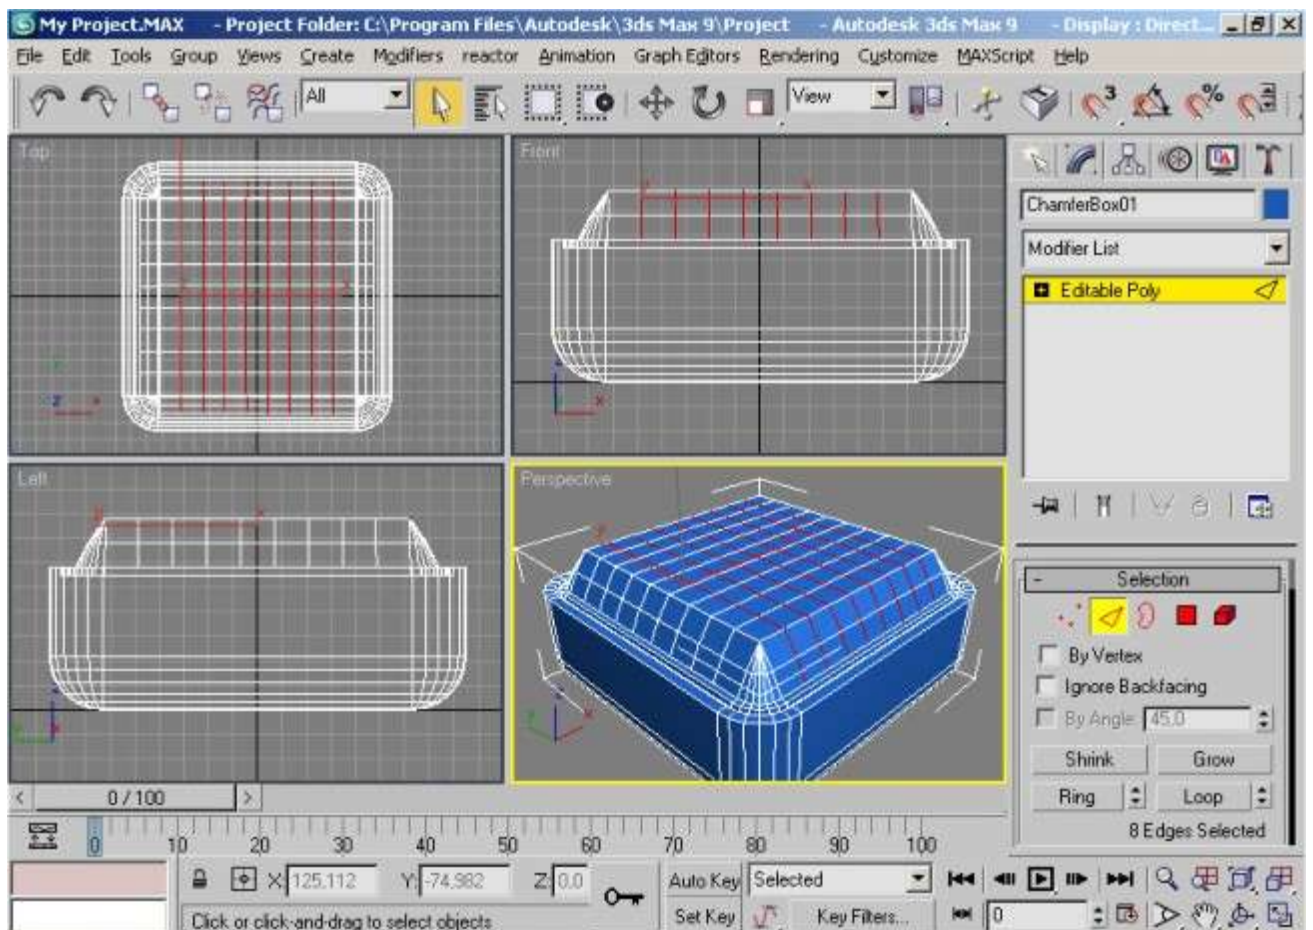 My Project.MAX - Project Folder: C:\Program Files\Autodesk\3ds Max 9\Project - Autodesk 3ds Max 9 - Display : Direct...
File Edit Tools Group Views Create Modifiers reactor Animation Graph Editors Rendering Customize MAXScript Help
All
View
3
%
Top
Front
ChamferBox01
Modifier List
Editable Poly
Left
Perspective
Selection
By Vertex
Ignore Backfacing
By Angle: 45,0
Shrink Grow
Ring Loop
8 Edges Selected
< 0 / 100 >
0 10 20 30 40 50 60 70 80 90 100
X: 125,112 Y: -74,982 Z: 0,0
Auto Key Selected
Click or click-and-drag to select objects
Set Key Key Filters...
0